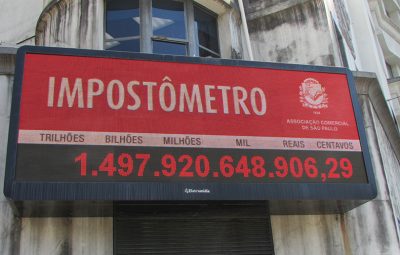 IMPOSTÔMETRO
ASSOCIAÇÃO COMERCIAL
DE SÃO PAULO
TRILHÕES BILHÕES MILHÕES MIL REAIS CENTAVOS
1.497.920.648.906,29